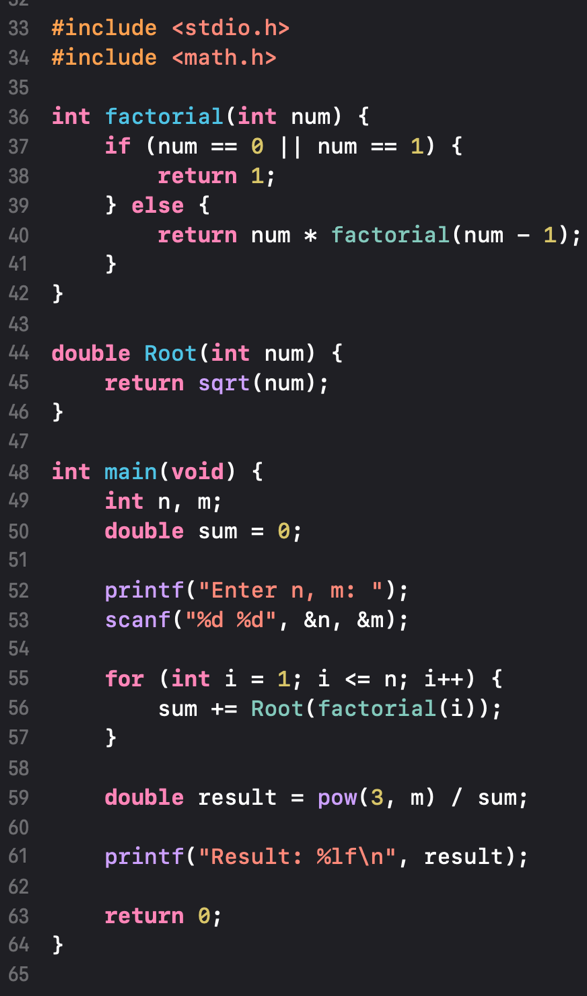 33 #include <stdio.h>
34 #include <math.h>
35
36 int factorial(int num) {
37     if (num == 0 || num == 1) {
38         return 1;
39     } else {
40         return num * factorial(num - 1);
41     }
42 }
43
44 double Root(int num) {
45     return sqrt(num);
46 }
47
48 int main(void) {
49     int n, m;
50     double sum = 0;
51
52     printf("Enter n, m: ");
53     scanf("%d %d", &n, &m);
54
55     for (int i = 1; i <= n; i++) {
56         sum += Root(factorial(i));
57     }
58
59     double result = pow(3, m) / sum;
60
61     printf("Result: %lf\n", result);
62
63     return 0;
64 }
65